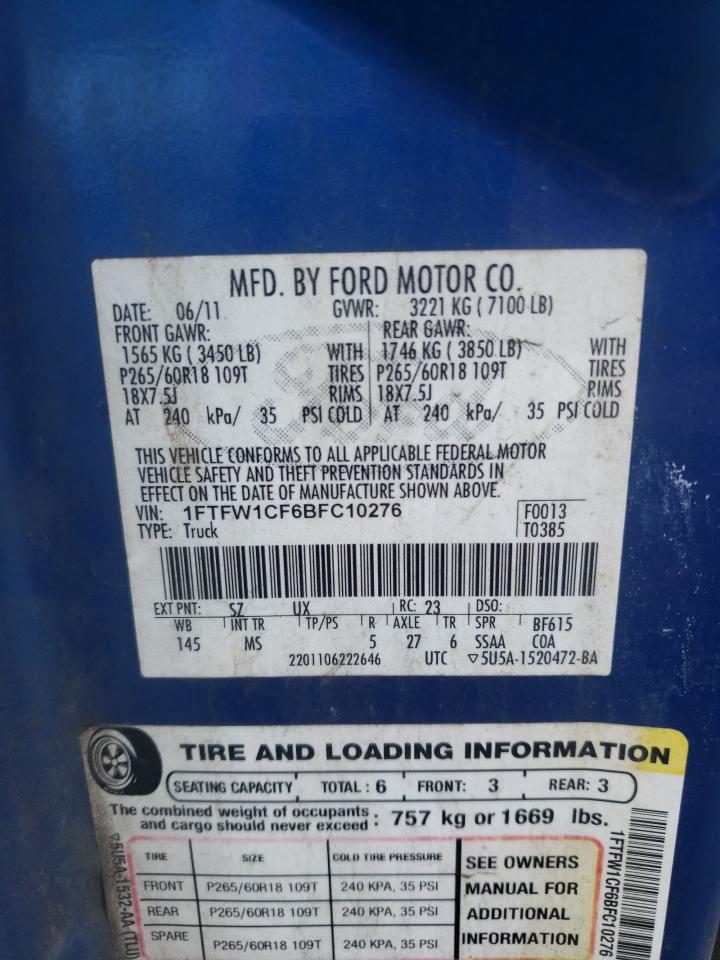 MFD. BY FORD MOTOR CO.
DATE: 06/11 GVWR: 3221 KG ( 7100 LB)
FRONT GAWR: REAR GAWR:
1565 KG ( 3450 LB) WITH 1746 KG ( 3850 LB) WITH
P265/60R18 109T TIRES P265/60R18 109T TIRES
18X7.5J RIMS 18X7.5J RIMS
AT 240 kPa/ 35 PSI COLD AT 240 kPa/ 35 PSI COLD
THIS VEHICLE CONFORMS TO ALL APPLICABLE FEDERAL MOTOR
VEHICLE SAFETY AND THEFT PREVENTION STANDARDS IN
EFFECT ON THE DATE OF MANUFACTURE SHOWN ABOVE.
VIN: 1FTFW1CF6BFC10276 F0013
TYPE: Truck T0385
EXT PNT: SZ UX RC: 23 DSO:
WB INT TR TP/PS R AXLE TR SPR BF615
145 MS 5 27 6 SSAA COA
2201106222646 UTC ▽5U5A-1520472-BA
TIRE AND LOADING INFORMATION
SEATING CAPACITY TOTAL : 6 FRONT: 3 REAR: 3
The combined weight of occupants
and cargo should never exceed : 757 kg or 1669 lbs.
TIRE SIZE COLD TIRE PRESSURE
FRONT P265/60R18 109T 240 KPA, 35 PSI
REAR P265/60R18 109T 240 KPA, 35 PSI
SPARE P265/60R18 109T 240 KPA, 35 PSI
SEE OWNERS
MANUAL FOR
ADDITIONAL
INFORMATION
▽5U5A-1532-AA (TLU)
1FTFW1CF6BFC10276